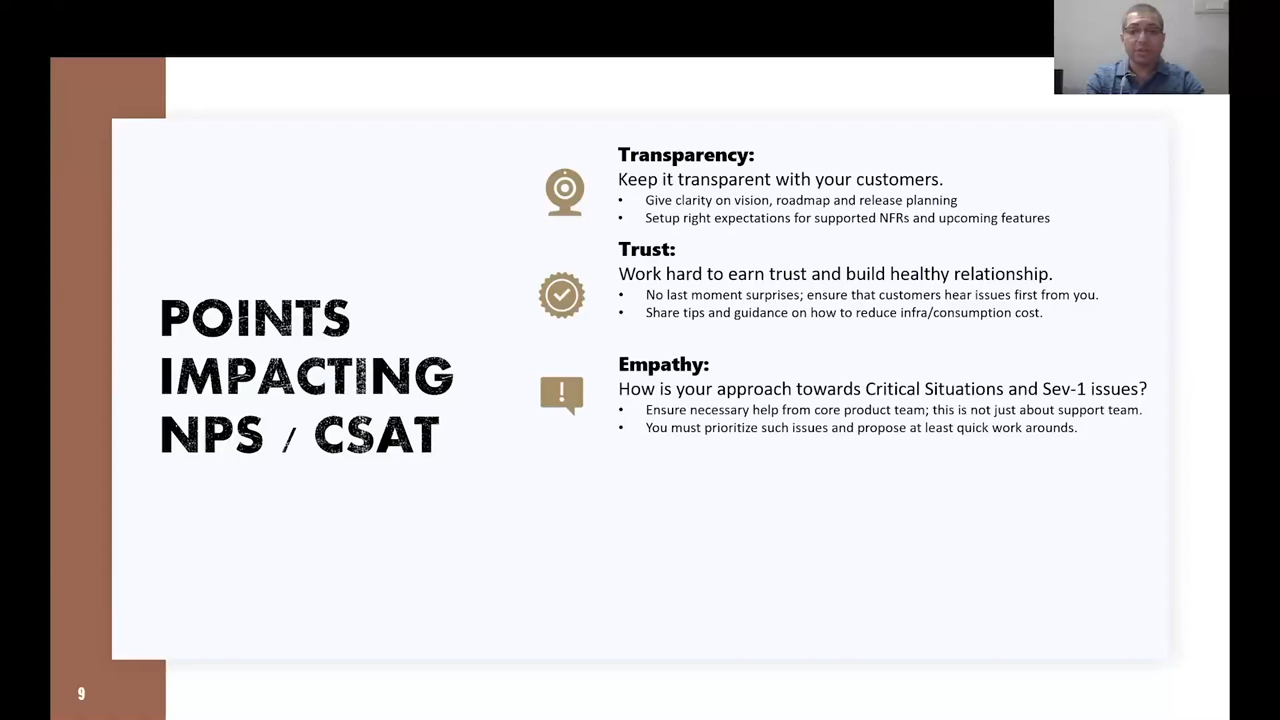 POINTS
IMPACTING
NPS / CSAT
Transparency:
Keep it transparent with your customers.
• Give clarity on vision, roadmap and release planning
• Setup right expectations for supported NFRs and upcoming features
Trust:
Work hard to earn trust and build healthy relationship.
• No last moment surprises; ensure that customers hear issues first from you.
• Share tips and guidance on how to reduce infra/consumption cost.
Empathy:
How is your approach towards Critical Situations and Sev-1 issues?
• Ensure necessary help from core product team; this is not just about support team.
• You must prioritize such issues and propose at least quick work arounds.
9